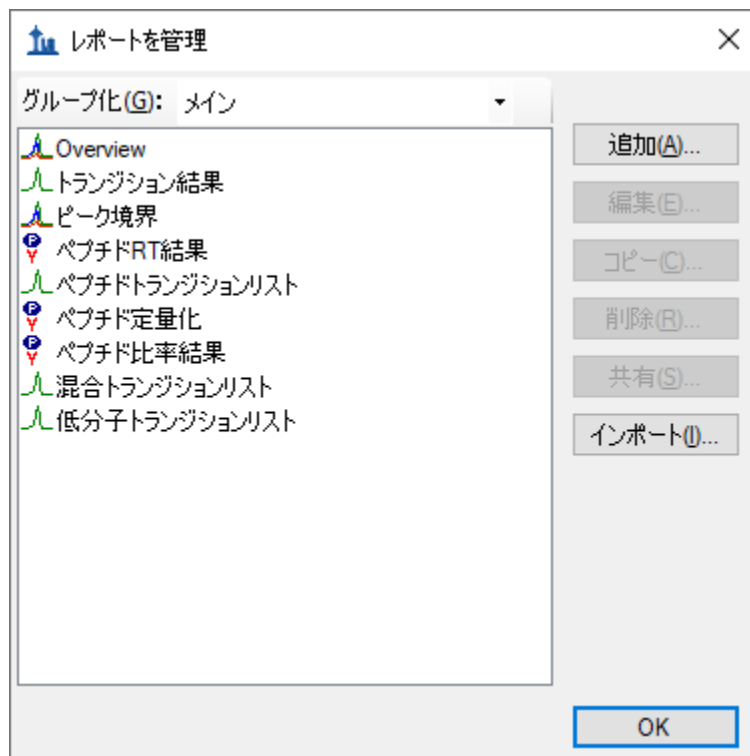 レポートを管理
グループ化(G): メイン
Overview
トランジション結果
ピーク境界
ペプチドRT結果
ペプチドトランジションリスト
ペプチド定量化
ペプチド比率結果
混合トランジションリスト
低分子トランジションリスト
追加(A)...
編集(E)...
コピー(C)...
削除(R)...
共有(S)...
インポート(I)...
OK